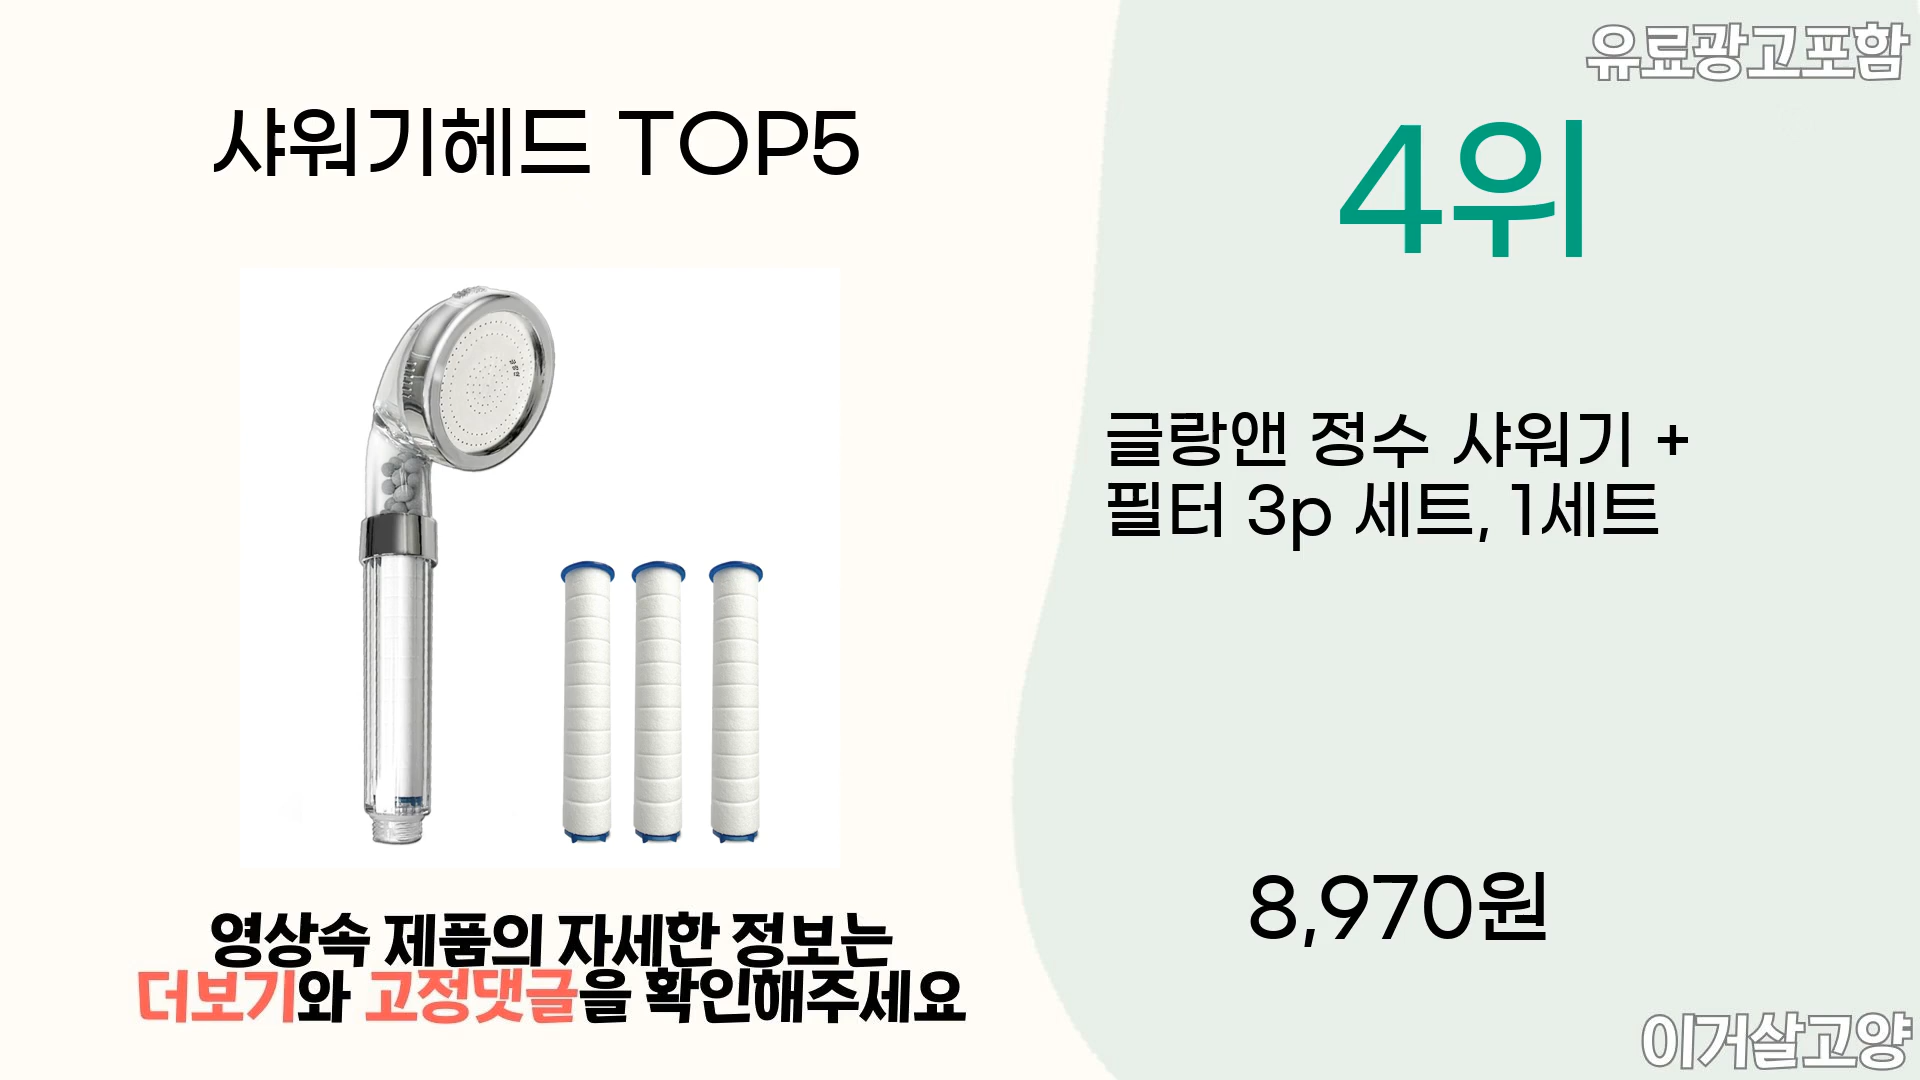 유료광고포함
샤워기헤드 TOP5
4위
글랑앤 정수 샤워기 +
필터 3p 세트, 1세트
8,970원
영상속 제품의 자세한 정보는
더보기와 고정댓글을 확인해주세요
이거살고양